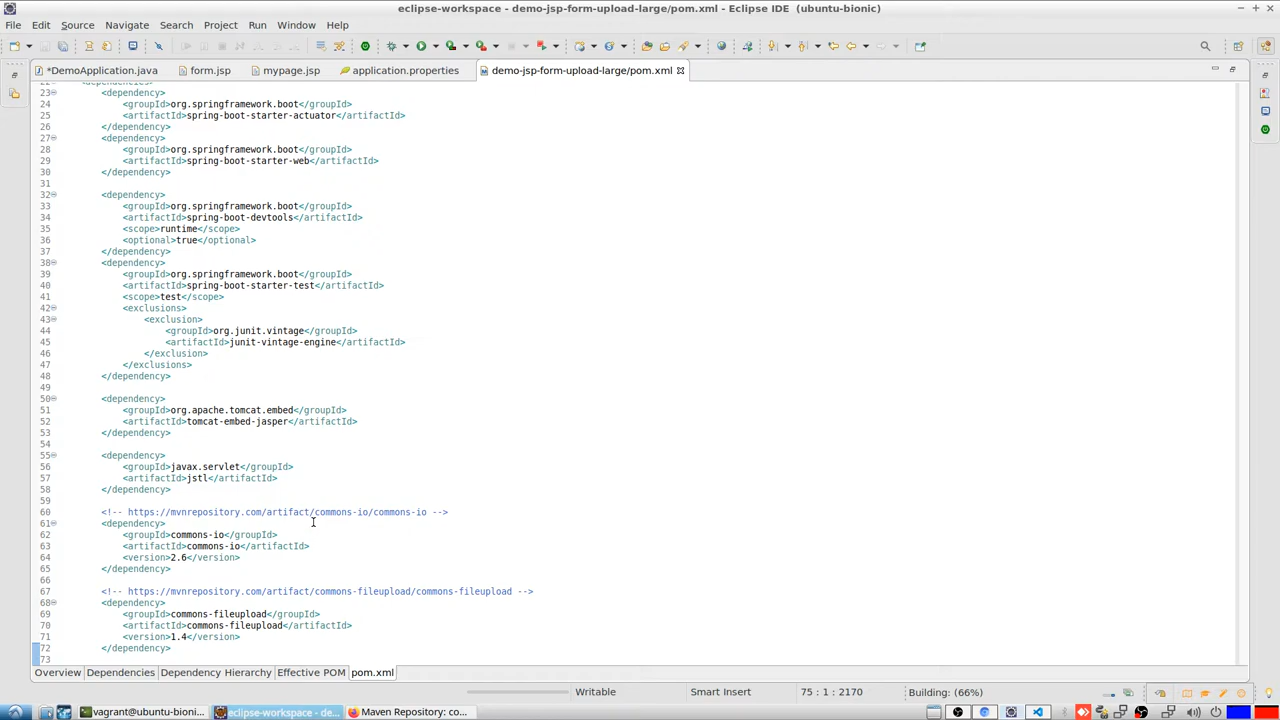 eclipse-workspace - demo-jsp-form-upload-large/pom.xml - Eclipse IDE (ubuntu-bionic)
File Edit Source Navigate Search Project Run Window Help
*DemoApplication.java form.jsp mypage.jsp application.properties demo-jsp-form-upload-large/pom.xml
22 <dependencies>
23 <dependency>
24 <groupId>org.springframework.boot</groupId>
25 <artifactId>spring-boot-starter-actuator</artifactId>
26 </dependency>
27 <dependency>
28 <groupId>org.springframework.boot</groupId>
29 <artifactId>spring-boot-starter-web</artifactId>
30 </dependency>
31
32 <dependency>
33 <groupId>org.springframework.boot</groupId>
34 <artifactId>spring-boot-devtools</artifactId>
35 <scope>runtime</scope>
36 <optional>true</optional>
37 </dependency>
38 <dependency>
39 <groupId>org.springframework.boot</groupId>
40 <artifactId>spring-boot-starter-test</artifactId>
41 <scope>test</scope>
42 <exclusions>
43 <exclusion>
44 <groupId>org.junit.vintage</groupId>
45 <artifactId>junit-vintage-engine</artifactId>
46 </exclusion>
47 </exclusions>
48 </dependency>
49
50 <dependency>
51 <groupId>org.apache.tomcat.embed</groupId>
52 <artifactId>tomcat-embed-jasper</artifactId>
53 </dependency>
54
55 <dependency>
56 <groupId>javax.servlet</groupId>
57 <artifactId>jstl</artifactId>
58 </dependency>
59
60 <!-- https://mvnrepository.com/artifact/commons-io/commons-io -->
61 <dependency>
62 <groupId>commons-io</groupId>
63 <artifactId>commons-io</artifactId>
64 <version>2.6</version>
65 </dependency>
66
67 <!-- https://mvnrepository.com/artifact/commons-fileupload/commons-fileupload -->
68 <dependency>
69 <groupId>commons-fileupload</groupId>
70 <artifactId>commons-fileupload</artifactId>
71 <version>1.4</version>
72 </dependency>
73
Overview Dependencies Dependency Hierarchy Effective POM pom.xml
Writable Smart Insert 75 : 1 : 2170 Building: (66%)
vagrant@ubuntu-bioni... eclipse-workspace - de... Maven Repository: co...